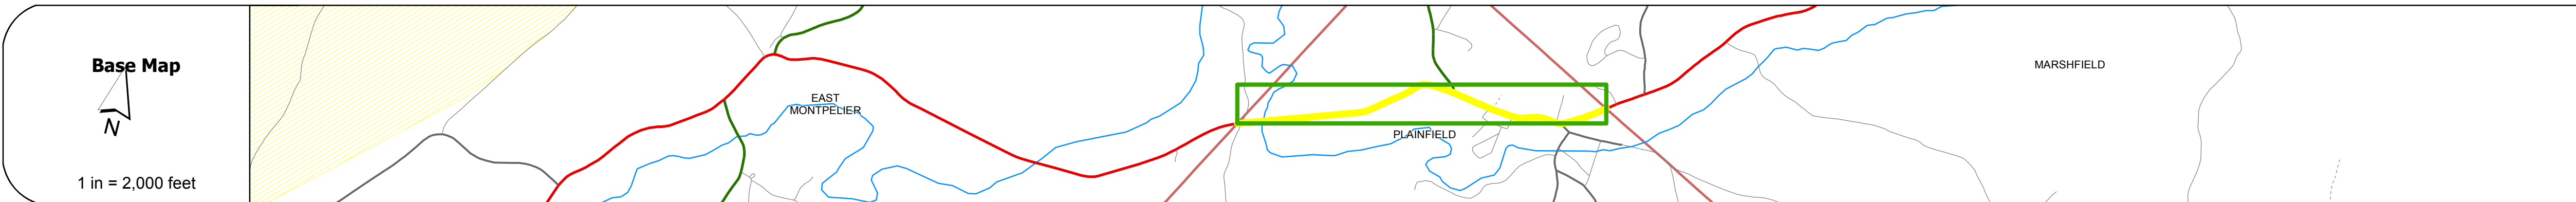 Base Map
N
1 in = 2,000 feet
EAST
MONTPELIER
PLAINFIELD
MARSHFIELD